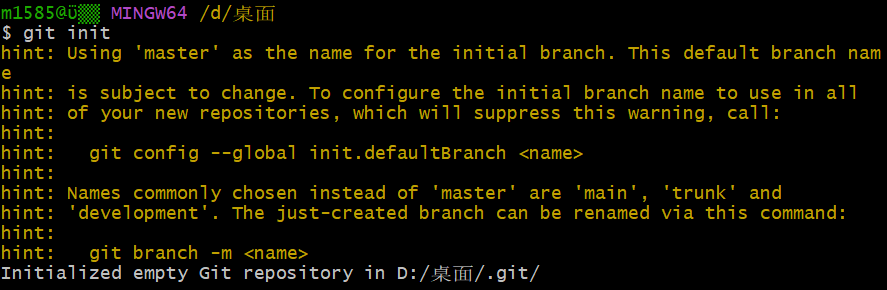 m1585@ü▒▒ MINGW64 /d/桌面
$ git init
hint: Using 'master' as the name for the initial branch. This default branch nam
e
hint: is subject to change. To configure the initial branch name to use in all
hint: of your new repositories, which will suppress this warning, call:
hint:
hint:   git config --global init.defaultBranch <name>
hint:
hint: Names commonly chosen instead of 'master' are 'main', 'trunk' and
hint: 'development'. The just-created branch can be renamed via this command:
hint:
hint:   git branch -m <name>
Initialized empty Git repository in D:/桌面/.git/